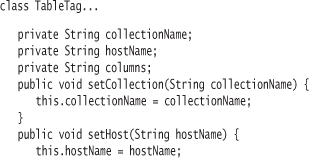 class TableTag...
private String collectionName;
private String hostName;
private String columns;
public void setCollection(String collectionName) {
this.collectionName = collectionName;
}
public void setHost(String hostName) {
this.hostName = hostName;